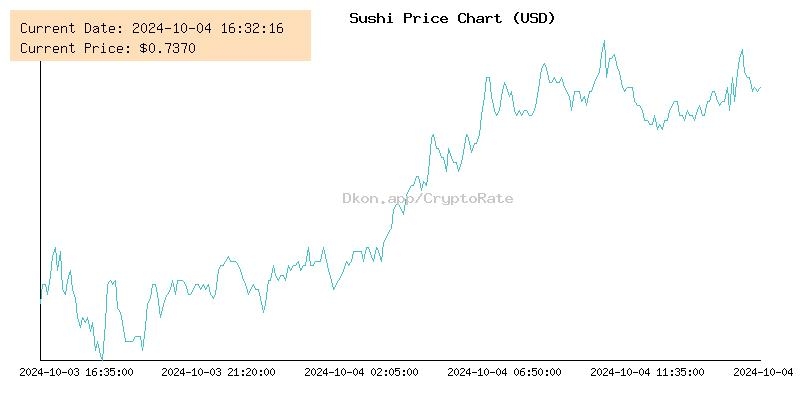 Sushi Price Chart (USD)
Current Date: 2024-10-04 16:32:16
Current Price: $0.7370
Dkon.app/CryptoRate
2024-10-03 16:35:00 2024-10-03 21:20:00 2024-10-04 02:05:00 2024-10-04 06:50:00 2024-10-04 11:35:00 2024-10-04